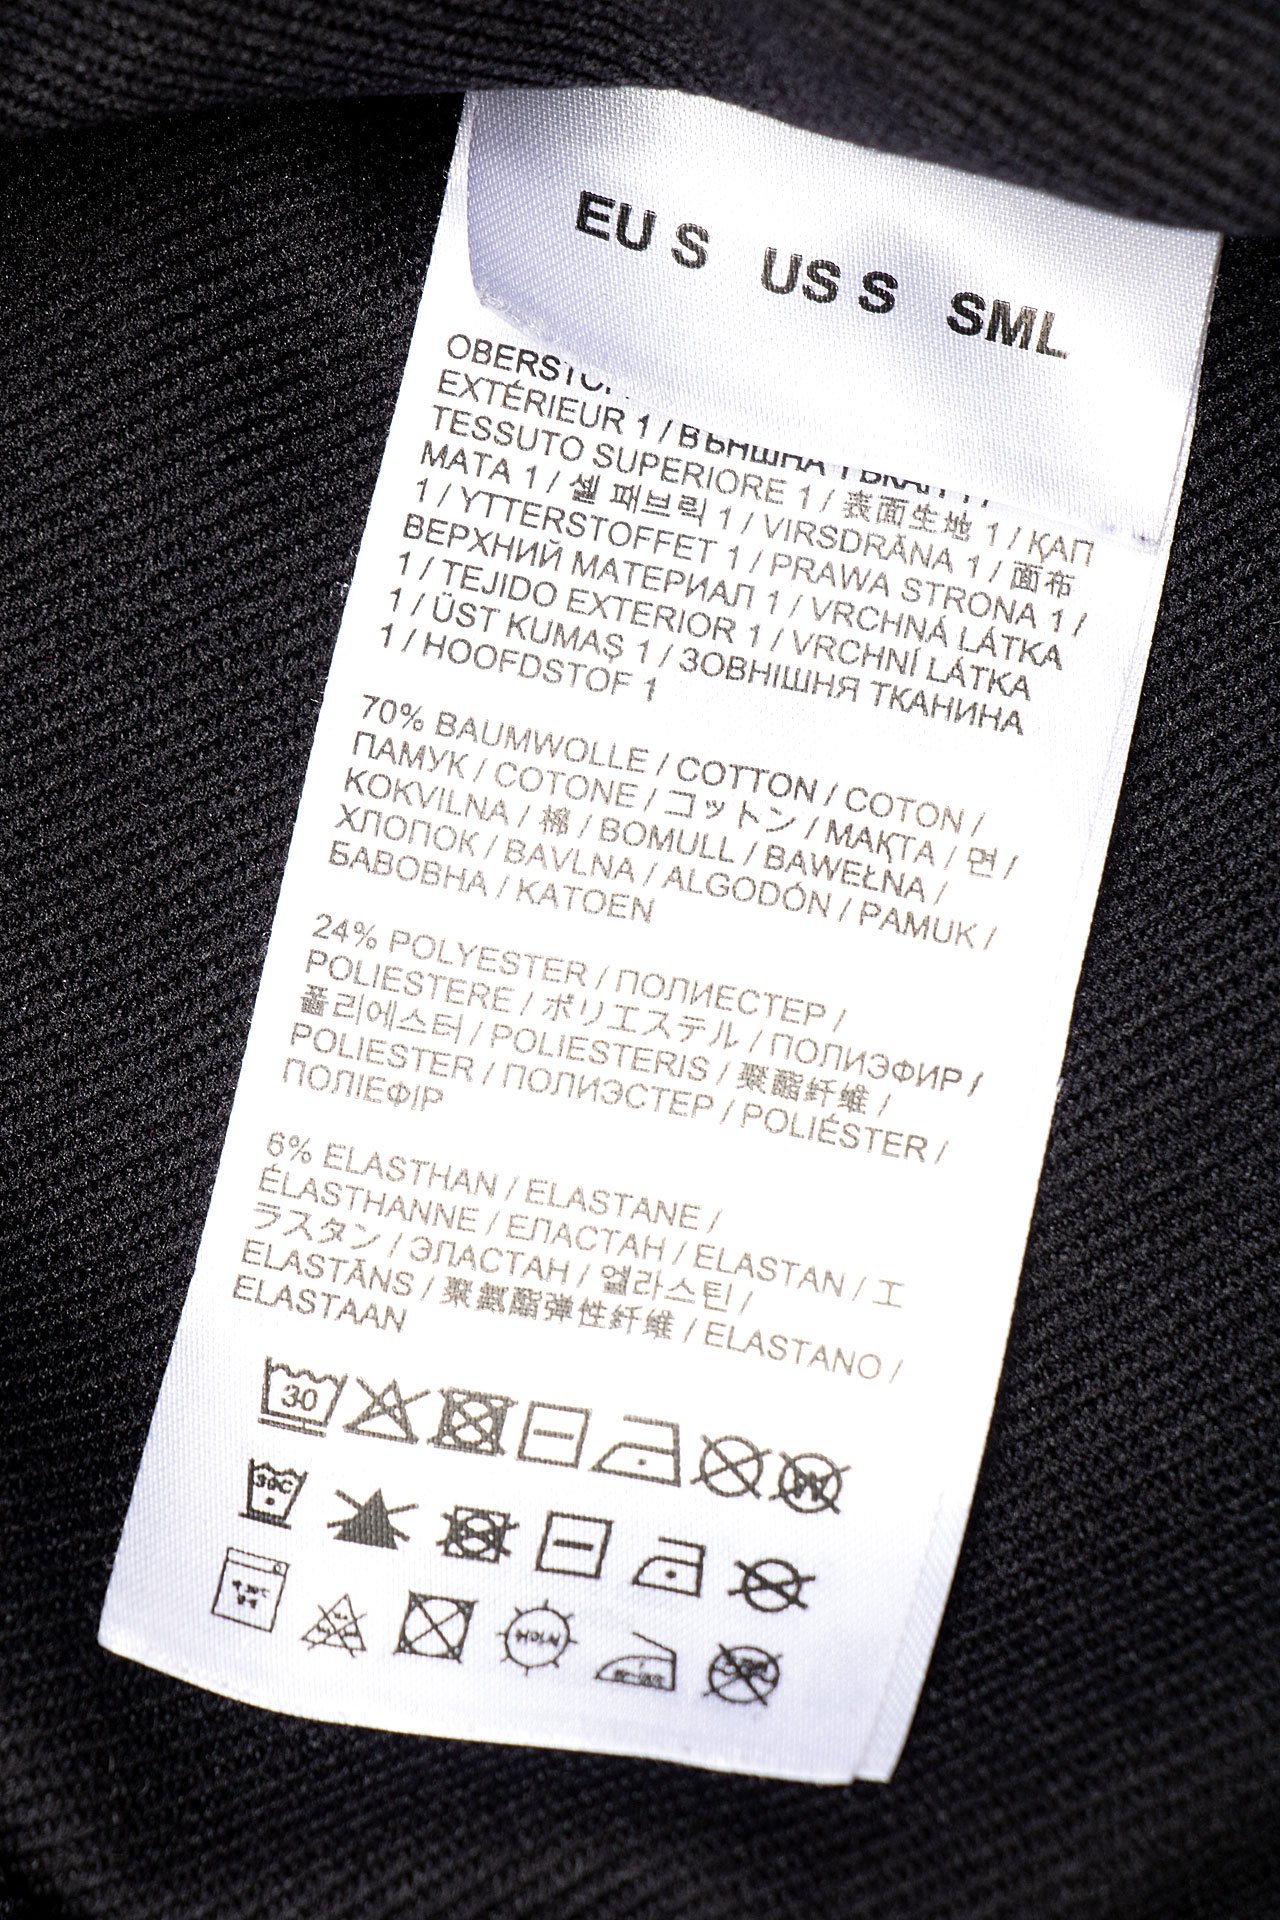 EU S US S SML
EXTÉRIEUR 1 / ВЪНШНА
TESSUTO SUPERIORE 1 / 表面生地 1 / ҚАП
МАТА 1 / 셸 패브릭 1 / VIRSDRĀNA 1 / 面布
1 / YTTERSTOFFET 1 / PRAWA STRONA 1 /
ВЕРХНИЙ МАТЕРИАЛ 1 / VRCHNÁ LÁTKA
1 / TEJIDO EXTERIOR 1 / VRCHNÍ LÁTKA
1 / ÜST KUMAŞ 1 / ЗОВНІШНЯ ТКАНИНА
1 / HOOFDSTOF 1
70% BAUMWOLLE / COTTON / COTON /
ПАМУК / COTONE / コットン / МАҚТА / 면 /
KOKVILNA / 棉 / BOMULL / BAWEŁNA /
ХЛОПОК / BAVLNA / ALGODÓN / PAMUK /
БАВОВНА / KATOEN
24% POLYESTER / ПОЛИЕСТЕР /
POLIESTERE / ポリエステル / ПОЛИЭФИР /
폴리에스터 / POLIESTERIS / 聚酯纤维 /
POLIESTER / ПОЛИЭСТЕР / POLIÉSTER /
ПОЛІЕФІР
6% ELASTHAN / ELASTANE /
ÉLASTHANNE / ЕЛАСТАН / ELASTAN / エ
ラスタン / ЭЛАСТАН / 엘라스틴 /
ELASTĀNS / 聚氨酯弹性纤维 / ELASTANO /
ELASTAAN
30 W
30C